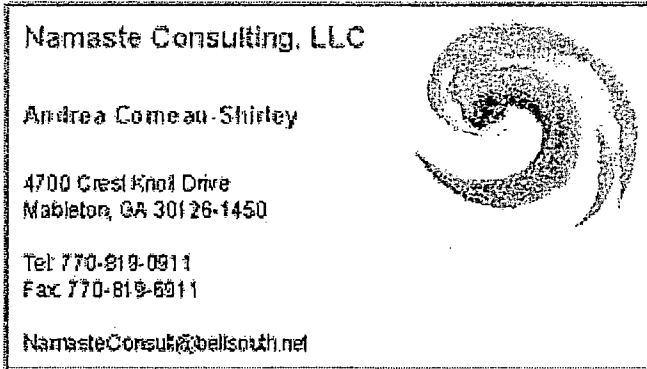 Namaste Consulting, LLC
Andrea Comeau-Shirley
4700 Crest Knoll Drive
Mableton, GA 30126-1450
Tel: 770-819-0911
Fax: 770-819-6911
NamasteConsult@bellsouth.net